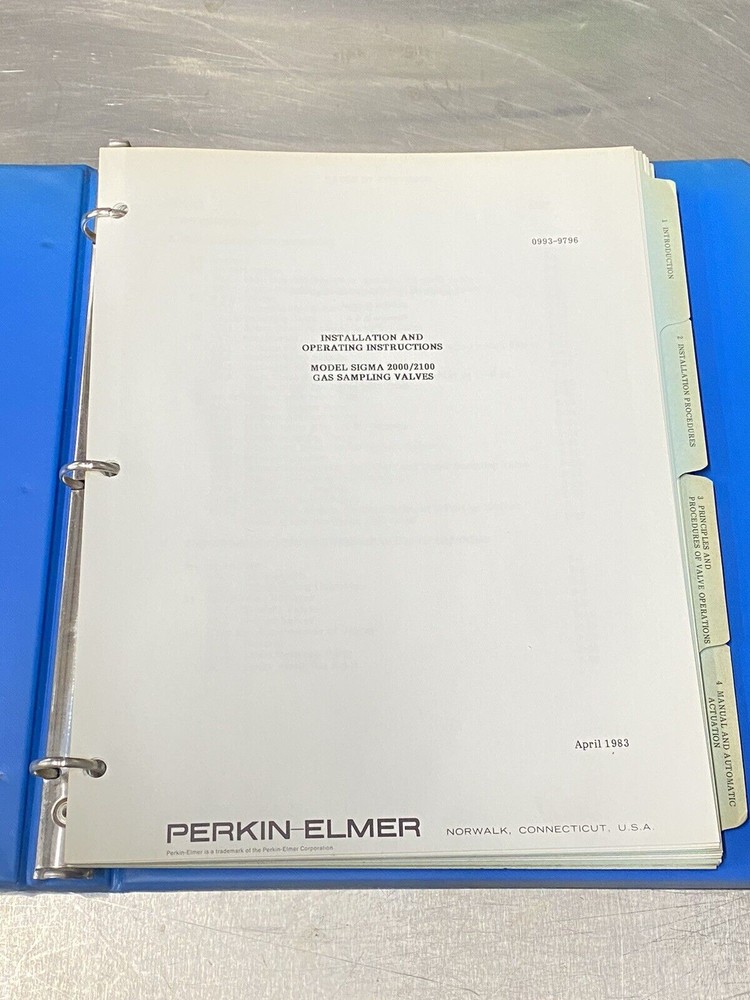 0993-9796
INSTALLATION AND
OPERATING INSTRUCTIONS
MODEL SIGMA 2000/2100
GAS SAMPLING VALVES
April 1983
PERKIN-ELMER NORWALK, CONNECTICUT, U.S.A.
Perkin-Elmer is a trademark of the Perkin-Elmer Corporation.
1 INTRODUCTION
2 INSTALLATION PROCEDURES
3 PRINCIPLES AND
PROCEDURES OF VALVE OPERATIONS
4 MANUAL AND AUTOMATIC
ACTUATION